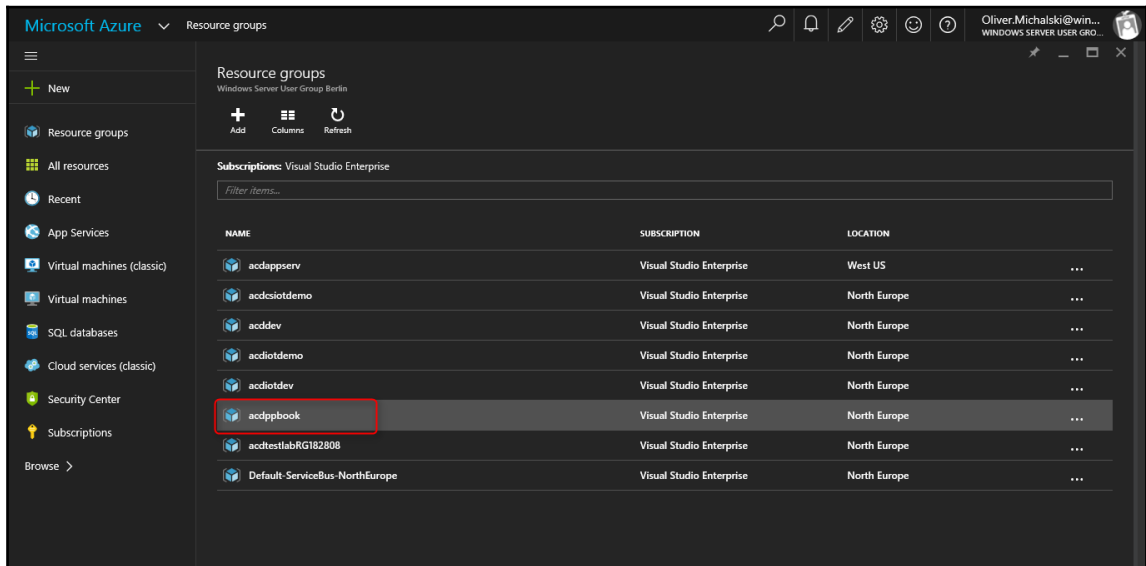 Microsoft Azure Resource groups Oliver.Michalski@win...
WINDOWS SERVER USER GRO...
New
Resource groups
All resources
Recent
App Services
Virtual machines (classic)
Virtual machines
SQL databases
Cloud services (classic)
Security Center
Subscriptions
Browse >
Resource groups
Windows Server User Group Berlin
Add Columns Refresh
Subscriptions: Visual Studio Enterprise
Filter items...
NAME SUBSCRIPTION LOCATION
acdappserv Visual Studio Enterprise West US ...
acdcsiotdemo Visual Studio Enterprise North Europe ...
acddev Visual Studio Enterprise North Europe ...
acdiotdemo Visual Studio Enterprise North Europe ...
acdiotdev Visual Studio Enterprise North Europe ...
acdppbook Visual Studio Enterprise North Europe ...
acdtestlabRG182808 Visual Studio Enterprise North Europe ...
Default-ServiceBus-NorthEurope Visual Studio Enterprise North Europe ...